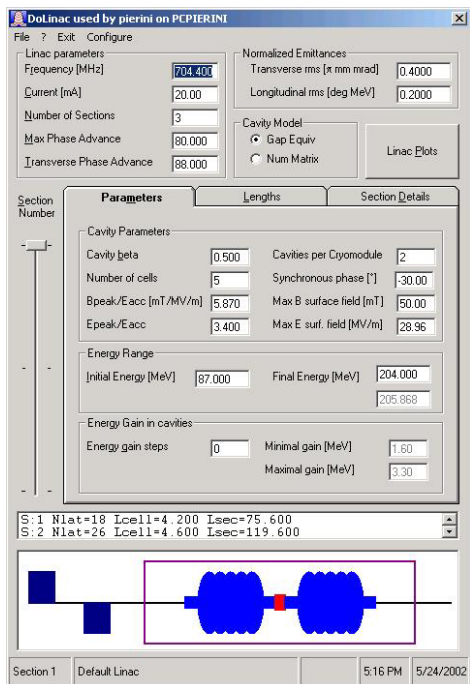 DoLinac used by pierini on PCPIERINI
File ? Exit Configure
Linac parameters
Frequency [MHz] 704.400
Current [mA] 20.00
Number of Sections 3
Max Phase Advance 80.000
Transverse Phase Advance 88.000
Normalized Emittances
Transverse rms [π mm mrad] 0.4000
Longitudinal rms [deg MeV] 0.2000
Cavity Model
Gap Equiv
Num Matrix
Linac Plots
Section
Number
Parameters Lengths Section Details
Cavity Parameters
Cavity beta 0.500 Cavities per Cryomodule 2
Number of cells 5 Synchronous phase [°] -30.00
Bpeak/Eacc [mT/MV/m] 5.870 Max B surface field [mT] 50.00
Epeak/Eacc 3.400 Max E surf. field [MV/m] 28.96
Energy Range
Initial Energy [MeV] 87.000 Final Energy [MeV] 204.000
205.868
Energy Gain in cavities
Energy gain steps 0 Minimal gain [MeV] 1.60
Maximal gain [MeV] 3.30
S:1 Nlat=18 Lcell=4.200 Lsec=75.600
S:2 Nlat=26 Lcell=4.600 Lsec=119.600
Section 1 Default Linac 5:16 PM 5/24/2002